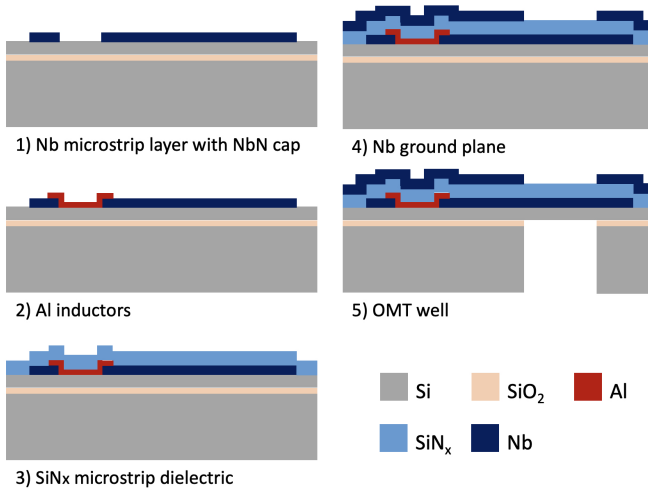 1) Nb microstrip layer with NbN cap
2) Al inductors
3) SiNx microstrip dielectric
4) Nb ground plane
5) OMT well
Si
SiO₂
Al
SiNₓ
Nb